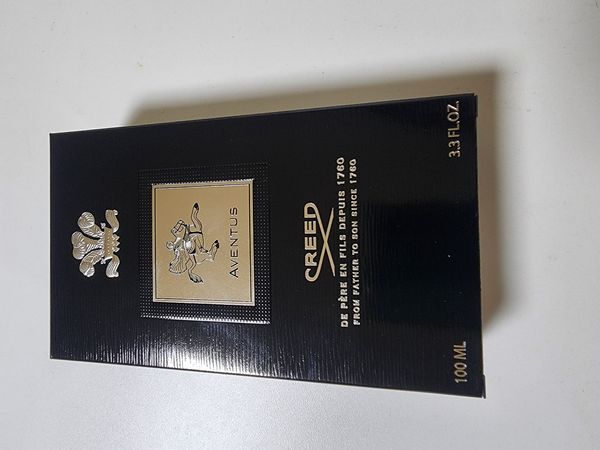 AVENTUS
CREED
DE PÈRE EN FILS DEPUIS 1760
FROM FATHER TO SON SINCE 1760
100 ML
3.3 FL.OZ.